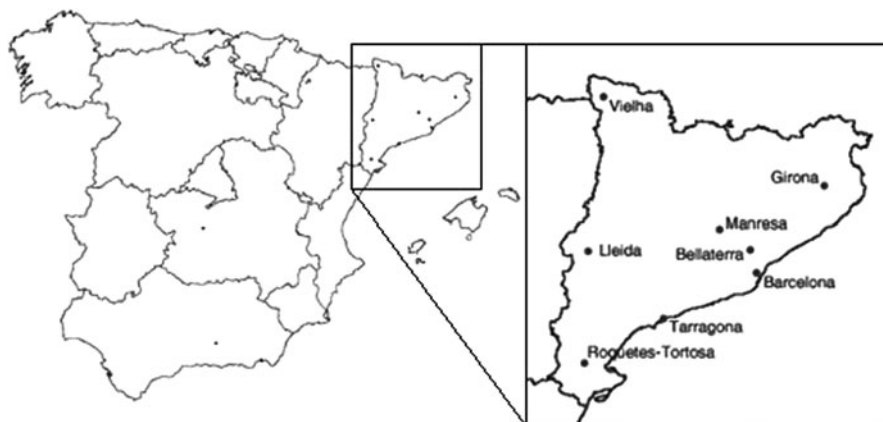 Vielha
Girona
Manresa
Lleida
Bellaterra
Barcelona
Tarragona
Roquetes-Tortosa